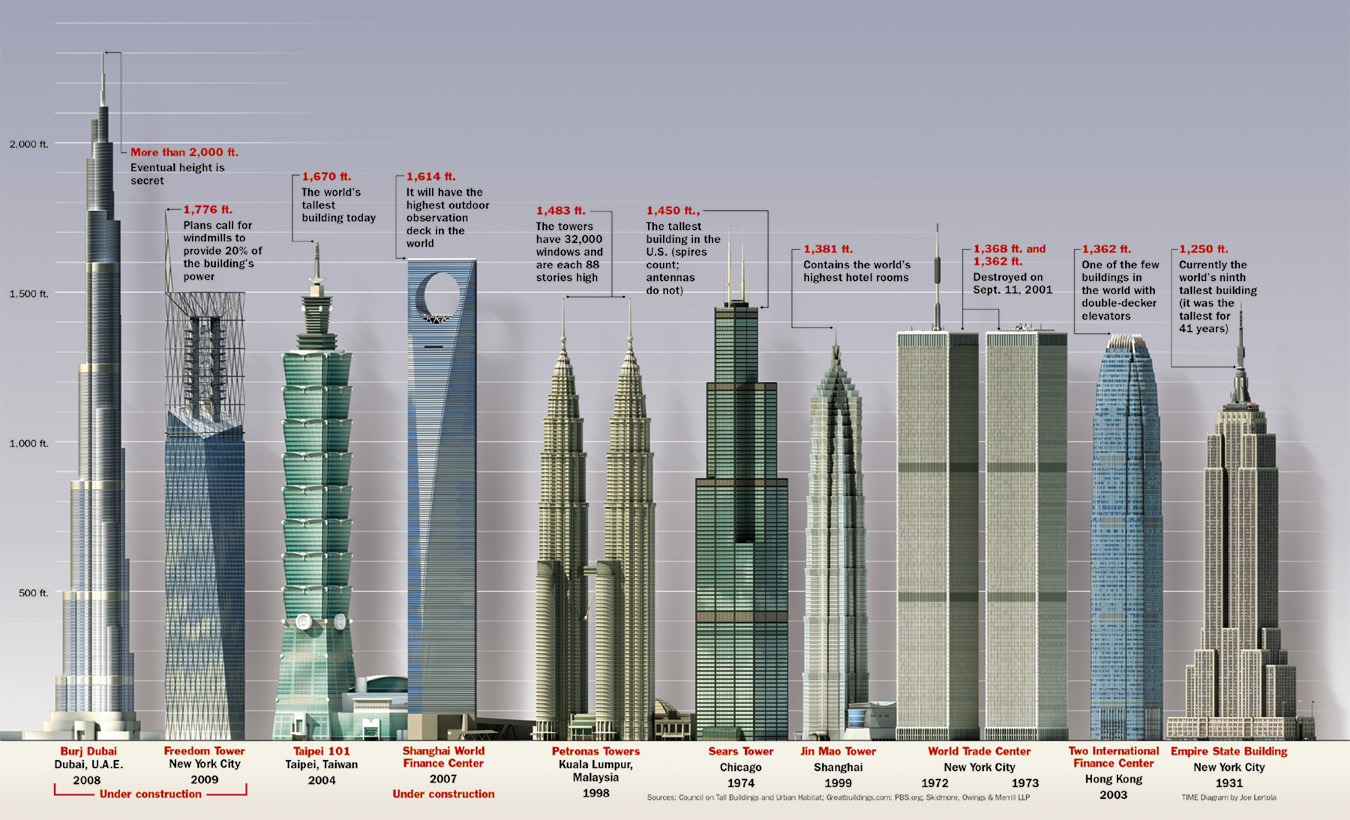 2,000 ft.
1,500 ft.
1,000 ft.
500 ft.
More than 2,000 ft.
Eventual height is
secret
1,776 ft.
Plans call for
windmills to
provide 20% of
the building's
power
1,670 ft.
The world's
tallest
building today
1,614 ft.
It will have the
highest outdoor
observation
deck in the
world
1,483 ft.
The towers
have 32,000
windows and
are each 88
stories high
1,450 ft.,
The tallest
building in the
U.S. (spires
count;
antennas
do not)
1,381 ft.
Contains the world's
highest hotel rooms
1,368 ft. and
1,362 ft.
Destroyed on
Sept. 11, 2001
1,362 ft.
One of the few
buildings in
the world with
double-decker
elevators
1,250 ft.
Currently the
world's ninth
tallest building
(it was the
tallest for
41 years)
Burj Dubai
Dubai, U.A.E.
2008
Freedom Tower
New York City
2009
Under construction
Taipei 101
Taipei, Taiwan
2004
Shanghai World
Finance Center
2007
Under construction
Petronas Towers
Kuala Lumpur,
Malaysia
1998
Sears Tower
Chicago
1974
Jin Mao Tower
Shanghai
1999
World Trade Center
New York City
1972 1973
Two International
Finance Center
Hong Kong
2003
Empire State Building
New York City
1931
Sources: Council on Tall Buildings and Urban Habitat; Greatbuildings.com; PBS.org; Skidmore, Owings & Merrill LLP
TIME Diagram by Joe Lertola